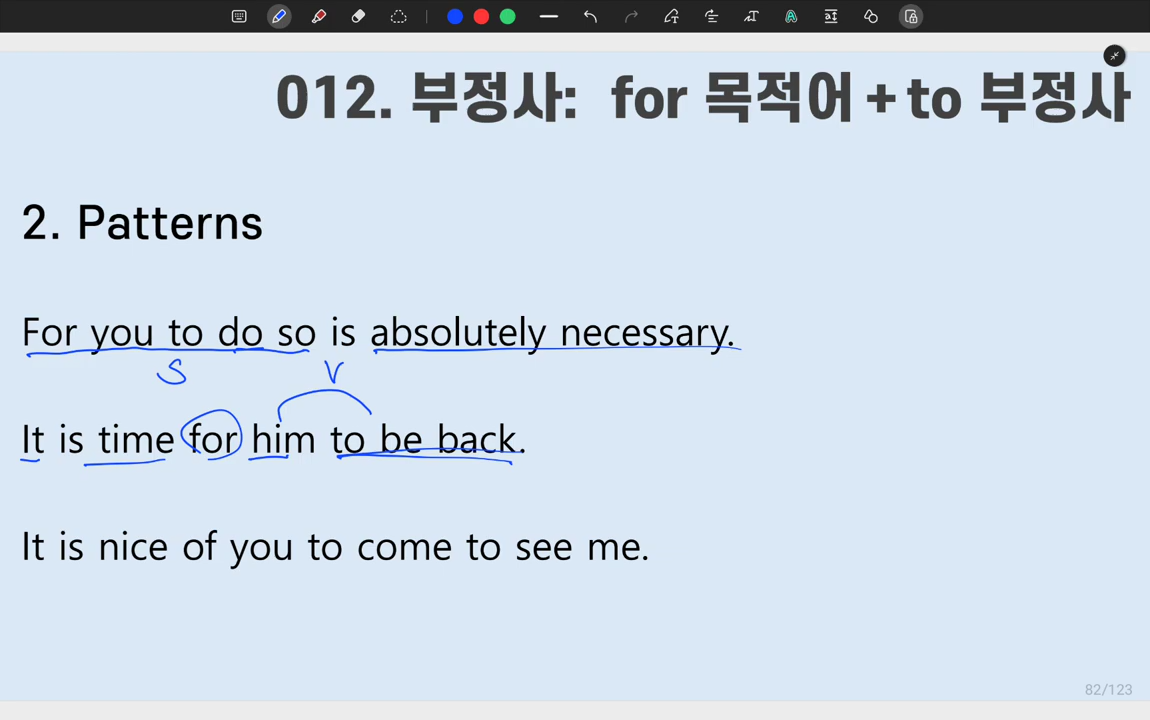 012. 부정사: for 목적어 + to 부정사
2. Patterns
For you to do so is absolutely necessary.
S V
It is time for him to be back.
It is nice of you to come to see me.
82/123